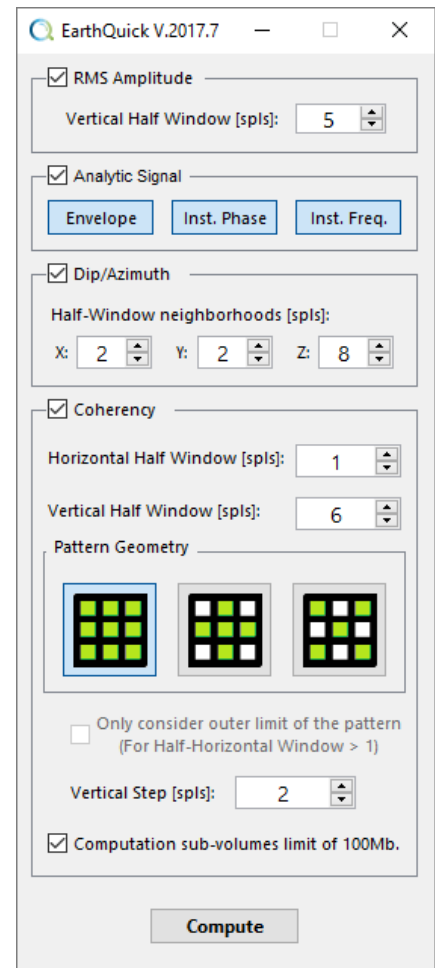 EarthQuick V.2017.7
RMS Amplitude
Vertical Half Window [spls]: 5
Analytic Signal
Envelope Inst. Phase Inst. Freq.
Dip/Azimuth
Half-Window neighborhoods [spls]:
X: 2 Y: 2 Z: 8
Coherency
Horizontal Half Window [spls]: 1
Vertical Half Window [spls]: 6
Pattern Geometry
Only consider outer limit of the pattern
(For Half-Horizontal Window > 1)
Vertical Step [spls]: 2
Computation sub-volumes limit of 100Mb.
Compute